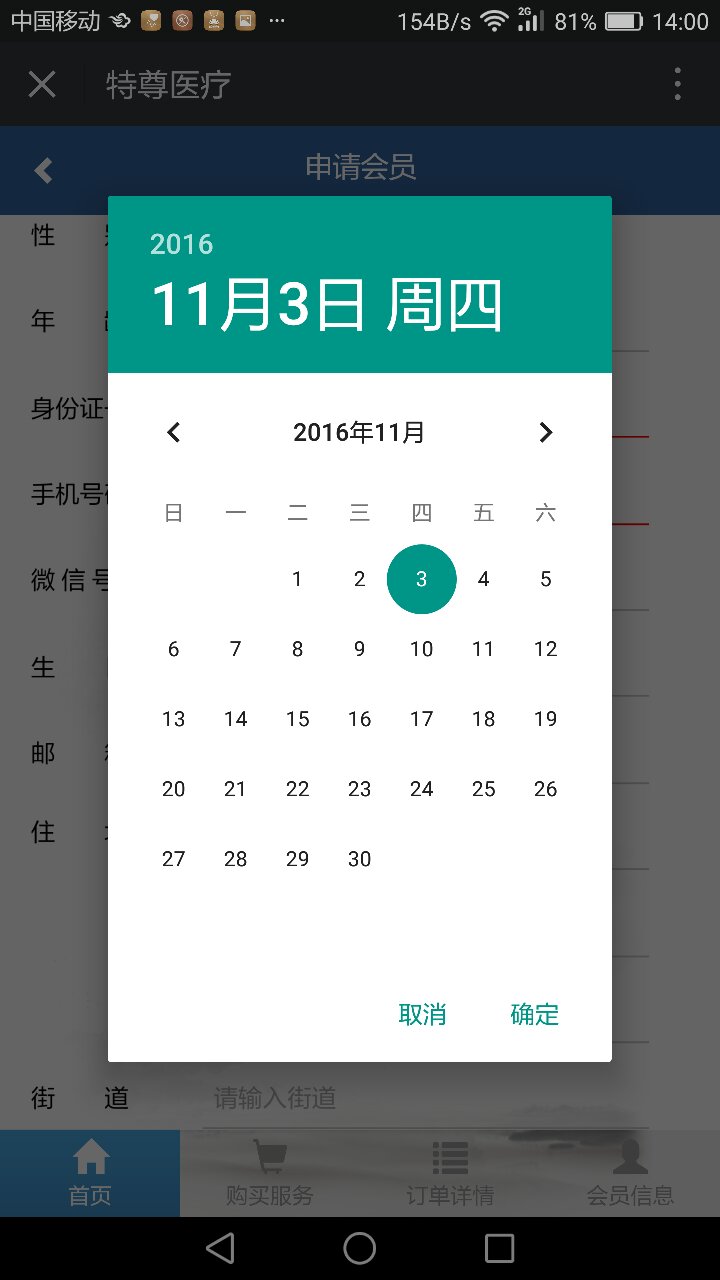 中国移动 ··· 154B/s 2G 81% 14:00
特尊医疗
申请会员
性
年
身份证
手机号
微信号
生
邮
住
2016
11月3日 周四
2016年11月
日 一 二 三 四 五 六
1 2 3 4 5
6 7 8 9 10 11 12
13 14 15 16 17 18 19
20 21 22 23 24 25 26
27 28 29 30
取消 确定
街 道 请输入街道
首页 购买服务 订单详情 会员信息